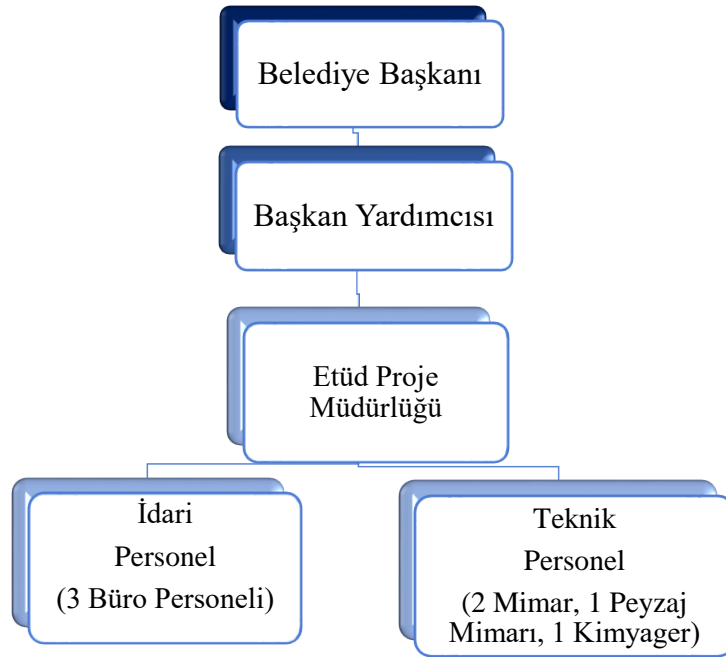 Belediye Başkanı
Başkan Yardımcısı
Etüd Proje
Müdürlüğü
İdari
Personel
(3 Büro Personeli)
Teknik
Personel
(2 Mimar, 1 Peyzaj
Mimarı, 1 Kimyager)